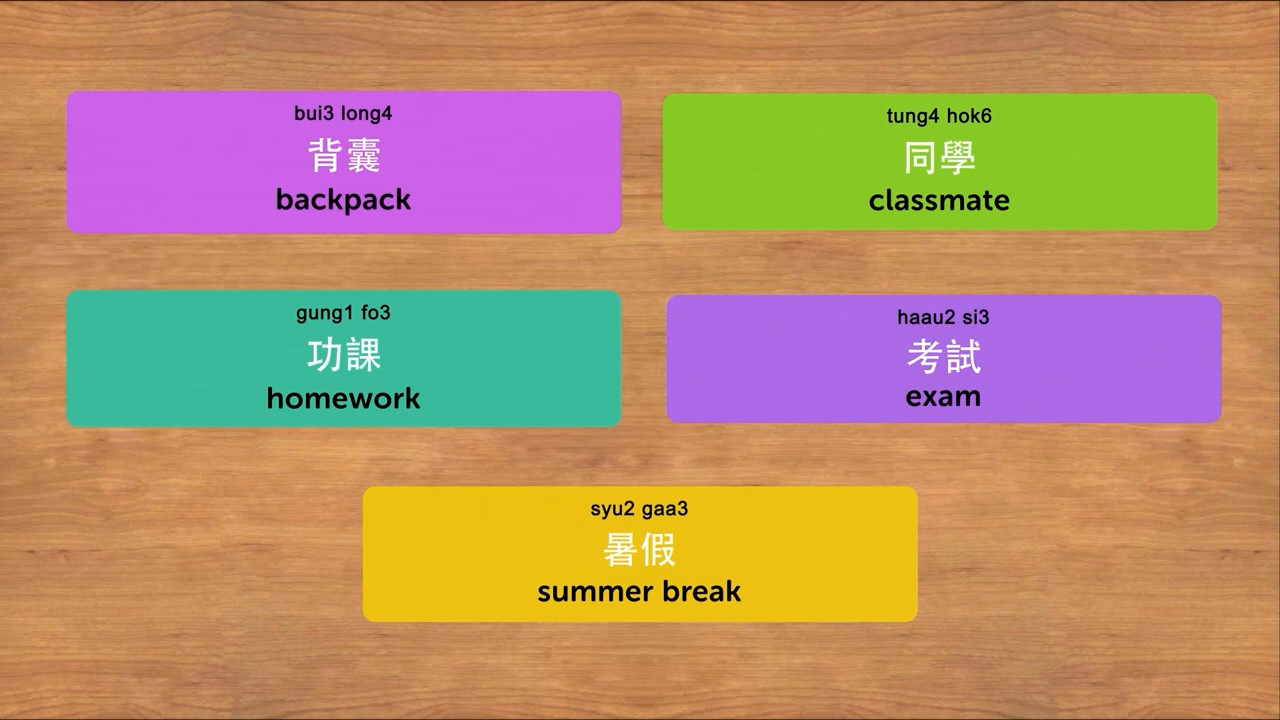 bui3 long4
背囊
backpack
tung4 hok6
同學
classmate
gung1 fo3
功課
homework
haau2 si3
考試
exam
syu2 gaa3
暑假
summer break